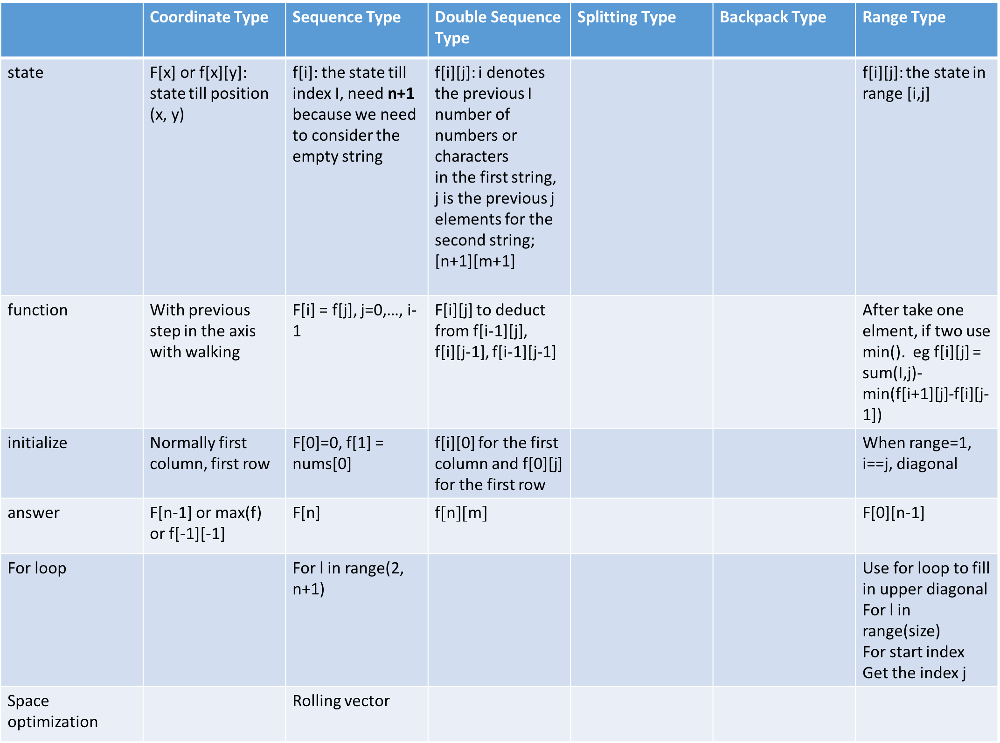 Coordinate Type
Sequence Type
Double Sequence
Type
Splitting Type
Backpack Type
Range Type
state
F[x] or f[x][y]:
state till position
(x, y)
f[i]: the state till
index I, need n+1
because we need
to consider the
empty string
f[i][j]: i denotes
the previous I
number of
numbers or
characters
in the first string,
j is the previous j
elements for the
second string;
[n+1][m+1]
f[i][j]: the state in
range [i,j]
function
With previous
step in the axis
with walking
F[i] = f[j], j=0,..., i-
1
F[i][j] to deduct
from f[i-1][j],
f[i][j-1], f[i-1][j-1]
After take one
elment, if two use
min(). eg f[i][j] =
sum(I,j)-
min(f[i+1][j]-f[i][j-
1])
initialize
Normally first
column, first row
F[0]=0, f[1] =
nums[0]
f[i][0] for the first
column and f[0][j]
for the first row
When range=1,
i==j, diagonal
answer
F[n-1] or max(f)
or f[-1][-1]
F[n]
f[n][m]
F[0][n-1]
For loop
For l in range(2,
n+1)
Use for loop to fill
in upper diagonal
For l in
range(size)
For start index
Get the index j
Space
optimization
Rolling vector